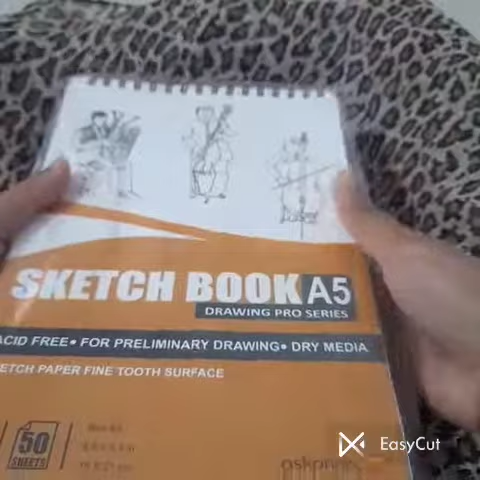 SKETCH BOOK A5
DRAWING PRO SERIES
ACID FREE• FOR PRELIMINARY DRAWING• DRY MEDIA
ETCH PAPER FINE TOOTH SURFACE
50
SHEETS
EasyCut